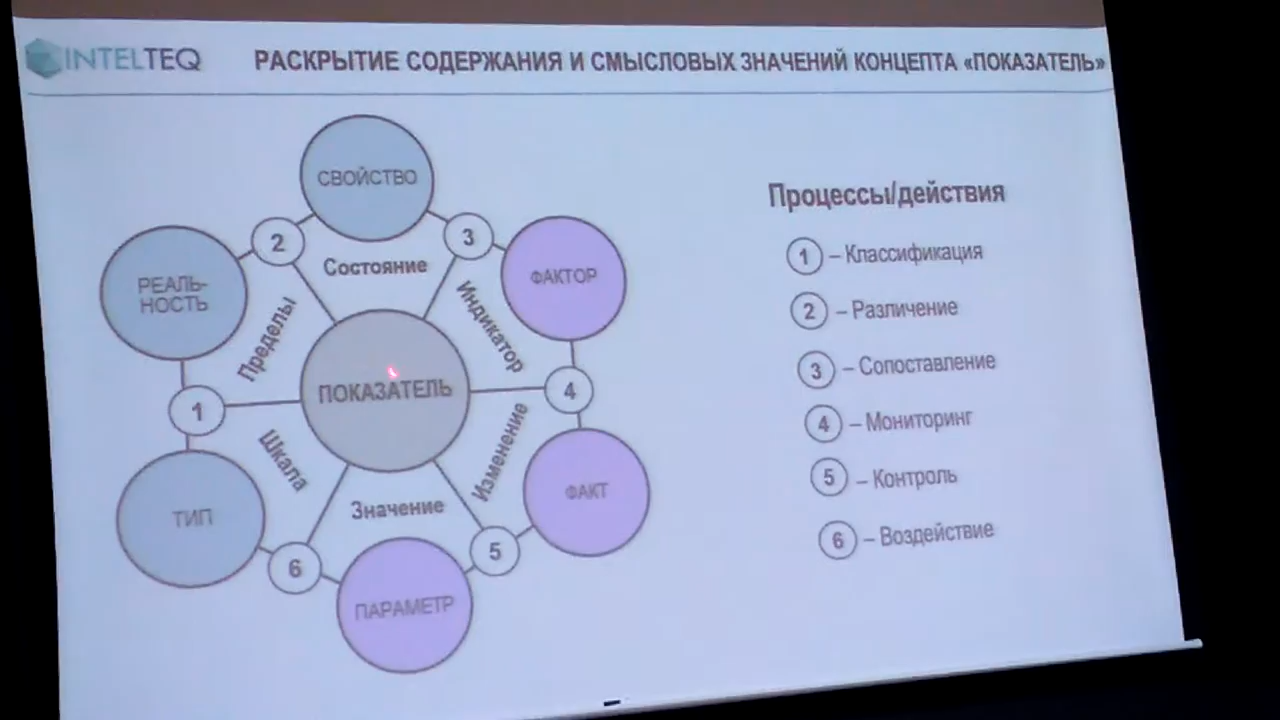 INTELTEQ
РАСКРЫТИЕ СОДЕРЖАНИЯ И СМЫСЛОВЫХ ЗНАЧЕНИЙ КОНЦЕПТА «ПОКАЗАТЕЛЬ»
СВОЙСТВО
2
3
Состояние
РЕАЛЬ-
НОСТЬ
ФАКТОР
Пределы
Индикатор
ПОКАЗАТЕЛЬ
1
4
Шкала
Изменение
Значение
ТИП
ФАКТ
6
5
ПАРАМЕТР
Процессы/действия
1 – Классификация
2 – Различение
3 – Сопоставление
4 – Мониторинг
5 – Контроль
6 – Воздействие